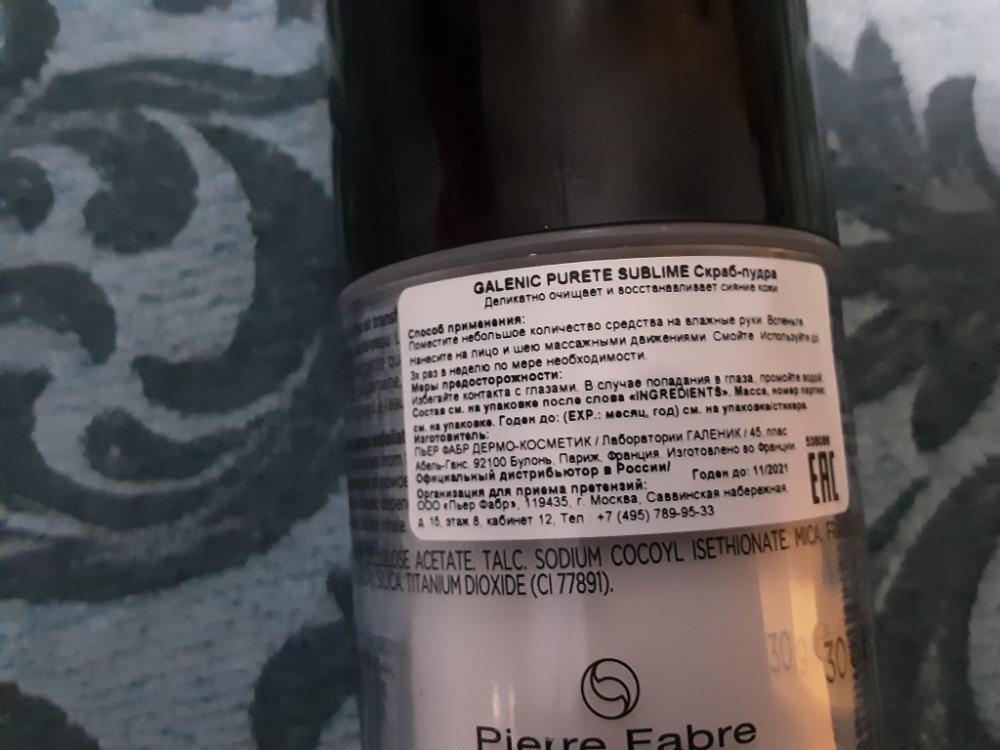 GALENIC PURETE SUBLIME Скраб-пудра
Деликатно очищает и восстанавливает сияние кожи
Способ применения:
Поместите небольшое количество средства на влажные руки. Вспеньте.
Нанесите на лицо и шею массажными движениями. Смойте. Используйте до
3х раз в неделю по мере необходимости.
Меры предосторожности:
Избегайте контакта с глазами. В случае попадания в глаза, промойте водой.
Состав см. на упаковке после слова «INGREDIENTS». Масса, номер партии:
см. на упаковке. Годен до: (EXP.: месяц, год) см. на упаковке/стикере.
Изготовитель:
ПЬЕР ФАБР ДЕРМО-КОСМЕТИК / Лаборатории ГАЛЕНИК / 45, плас
Абель-Ганс, 92100 Булонь, Париж, Франция. Изготовлено во Франции
538086
Официальный дистрибьютор в России/ Годен до: 11/2021
Организация для приема претензий:
ООО «Пьер Фабр», 119435, г. Москва, Саввинская набережная,
д. 15, этаж 8, кабинет 12, Тел.: +7 (495) 789-95-33
EAC
ACETATE, TALC, SODIUM COCOYL ISETHIONATE, MICA,
SILICA, TITANIUM DIOXIDE (CI 77891).
30 g 30 g
Pierre Fabre